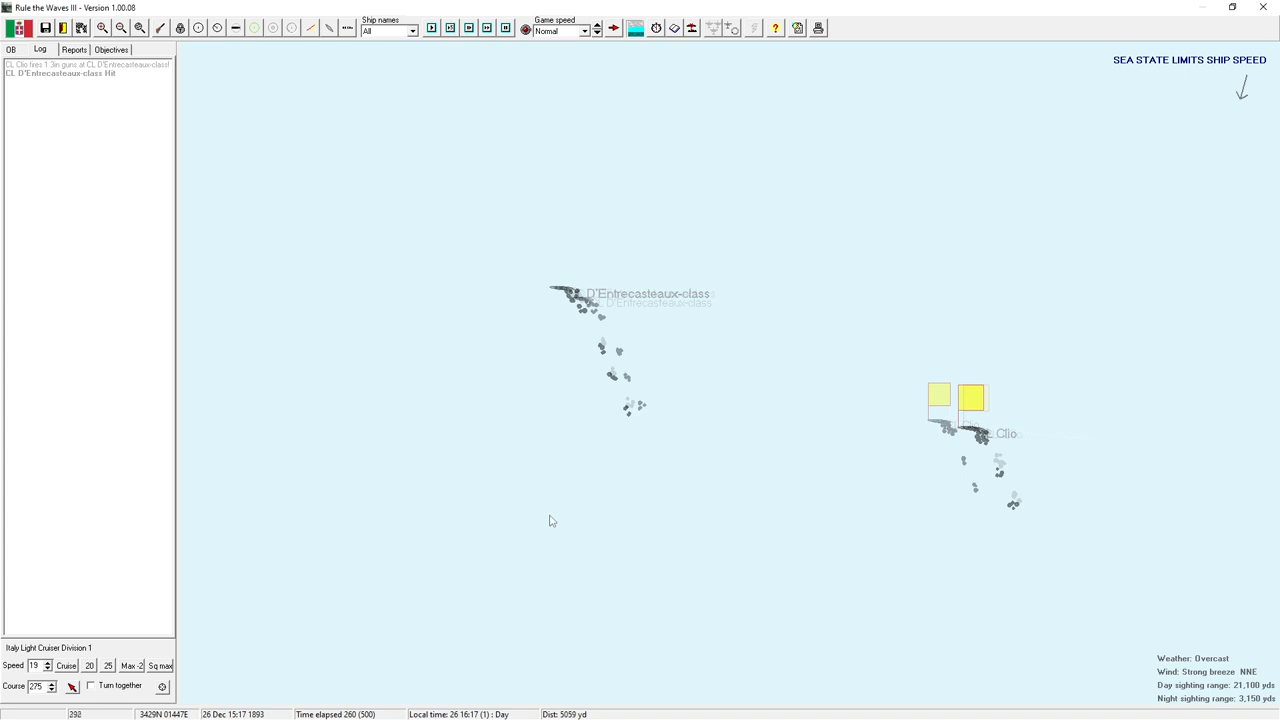 Rule the Waves III - Version 1.00.08
Ship names
All
Game speed
Normal
OB Log Reports Objectives
CL Clio fires 1 3in guns at CL D'Entrecasteaux-class!
CL D'Entrecasteaux-class Hit
SEA STATE LIMITS SHIP SPEED
D'Entrecasteaux-class
D'Entrecasteaux-class
Clio
Clio
Weather: Overcast
Wind: Strong breeze NNE
Day sighting range: 21,100 yds
Night sighting range: 3,150 yds
Italy Light Cruiser Division 1
Speed 19 Cruise 20 25 Max -2 Sq max
Course 275 Turn together
292 3429N 01447E 26 Dec 15:17 1893 Time elapsed 260 (500) Local time: 26 16:17 (1) : Day Dist: 5059 yd